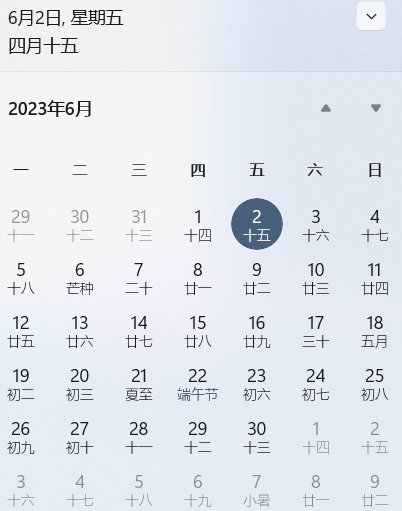 6月2日, 星期五
四月十五
2023年6月
一 二 三 四 五 六 日
29 30 31 1 2 3 4
十一 十二 十三 十四 十五 十六 十七
5 6 7 8 9 10 11
十八 芒种 二十 廿一 廿二 廿三 廿四
12 13 14 15 16 17 18
廿五 廿六 廿七 廿八 廿九 三十 五月
19 20 21 22 23 24 25
初二 初三 夏至 端午节 初六 初七 初八
26 27 28 29 30 1 2
初九 初十 十一 十二 十三 十四 十五
3 4 5 6 7 8 9
十六 十七 十八 十九 小暑 廿一 廿二